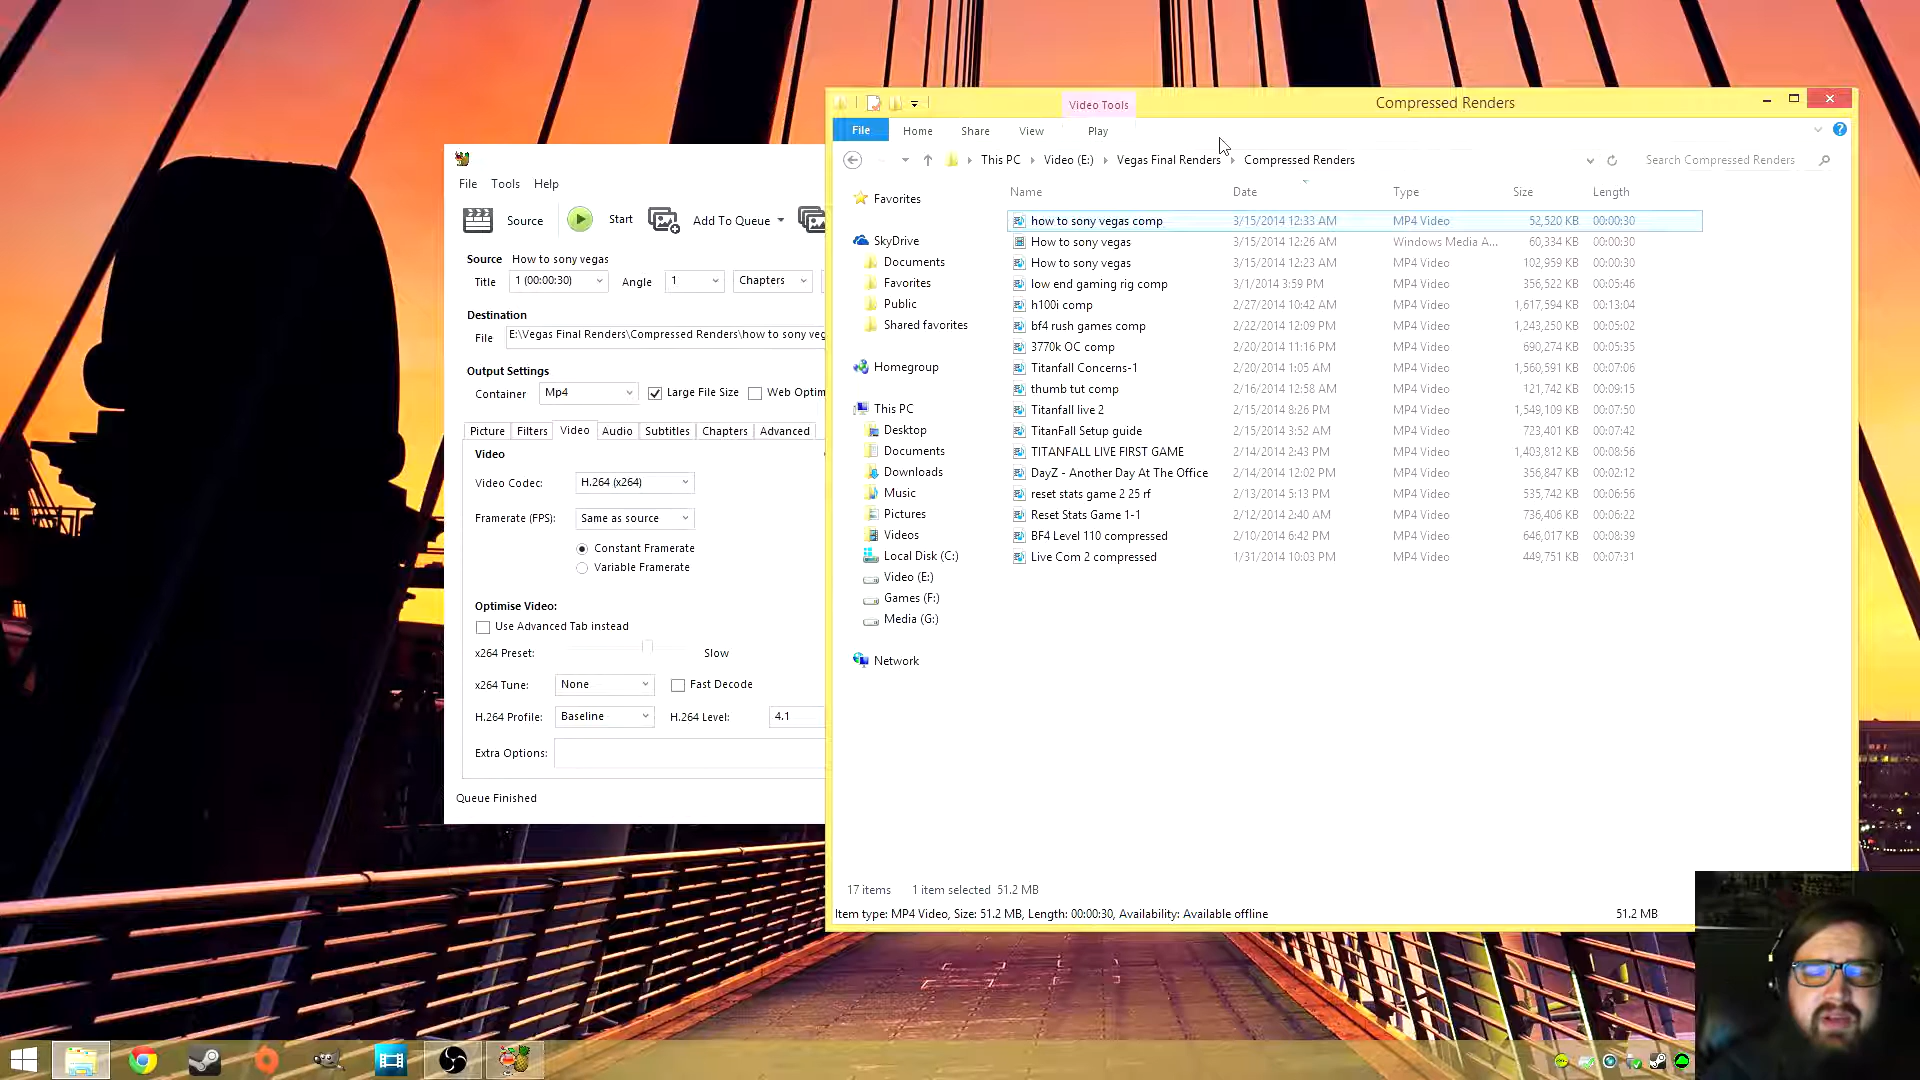 File Tools Help
Source Start Add To Queue
Source How to sony vegas
Title 1 (00:00:30) Angle 1 Chapters
Destination
File E:\Vegas Final Renders\Compressed Renders\how to sony veg
Output Settings
Container Mp4 Large File Size Web Optim
Picture Filters Video Audio Subtitles Chapters Advanced
Video
Video Codec: H.264 (x264)
Framerate (FPS): Same as source
Constant Framerate
Variable Framerate
Optimise Video:
Use Advanced Tab instead
x264 Preset: Slow
x264 Tune: None Fast Decode
H.264 Profile: Baseline H.264 Level: 4.1
Extra Options:
Queue Finished
Video Tools Compressed Renders
File Home Share View Play
This PC Video (E:) Vegas Final Renders Compressed Renders Search Compressed Renders
Favorites
SkyDrive
Documents
Favorites
Public
Shared favorites
Homegroup
This PC
Desktop
Documents
Downloads
Music
Pictures
Videos
Local Disk (C:)
Video (E:)
Games (F:)
Media (G:)
Network
Name Date Type Size Length
how to sony vegas comp 3/15/2014 12:33 AM MP4 Video 52,520 KB 00:00:30
How to sony vegas 3/15/2014 12:26 AM Windows Media A... 60,334 KB 00:00:30
How to sony vegas 3/15/2014 12:23 AM MP4 Video 102,959 KB 00:00:30
low end gaming rig comp 3/1/2014 3:59 PM MP4 Video 356,522 KB 00:05:46
h100i comp 2/27/2014 10:42 AM MP4 Video 1,617,594 KB 00:13:04
bf4 rush games comp 2/22/2014 12:09 PM MP4 Video 1,243,250 KB 00:05:02
3770k OC comp 2/20/2014 11:16 PM MP4 Video 690,274 KB 00:05:35
Titanfall Concerns-1 2/20/2014 1:05 AM MP4 Video 1,560,591 KB 00:07:06
thumb tut comp 2/16/2014 12:58 AM MP4 Video 121,742 KB 00:09:15
Titanfall live 2 2/15/2014 8:26 PM MP4 Video 1,549,109 KB 00:07:50
TitanFall Setup guide 2/15/2014 3:52 AM MP4 Video 723,401 KB 00:07:42
TITANFALL LIVE FIRST GAME 2/14/2014 2:43 PM MP4 Video 1,403,812 KB 00:08:56
DayZ - Another Day At The Office 2/14/2014 12:02 PM MP4 Video 356,847 KB 00:02:12
reset stats game 2 25 rf 2/13/2014 5:13 PM MP4 Video 535,742 KB 00:06:56
Reset Stats Game 1-1 2/12/2014 2:40 AM MP4 Video 736,406 KB 00:06:22
BF4 Level 110 compressed 2/10/2014 6:42 PM MP4 Video 646,017 KB 00:08:39
Live Com 2 compressed 1/31/2014 10:03 PM MP4 Video 449,751 KB 00:07:31
17 items 1 item selected 51.2 MB
Item type: MP4 Video, Size: 51.2 MB, Length: 00:00:30, Availability: Available offline 51.2 MB